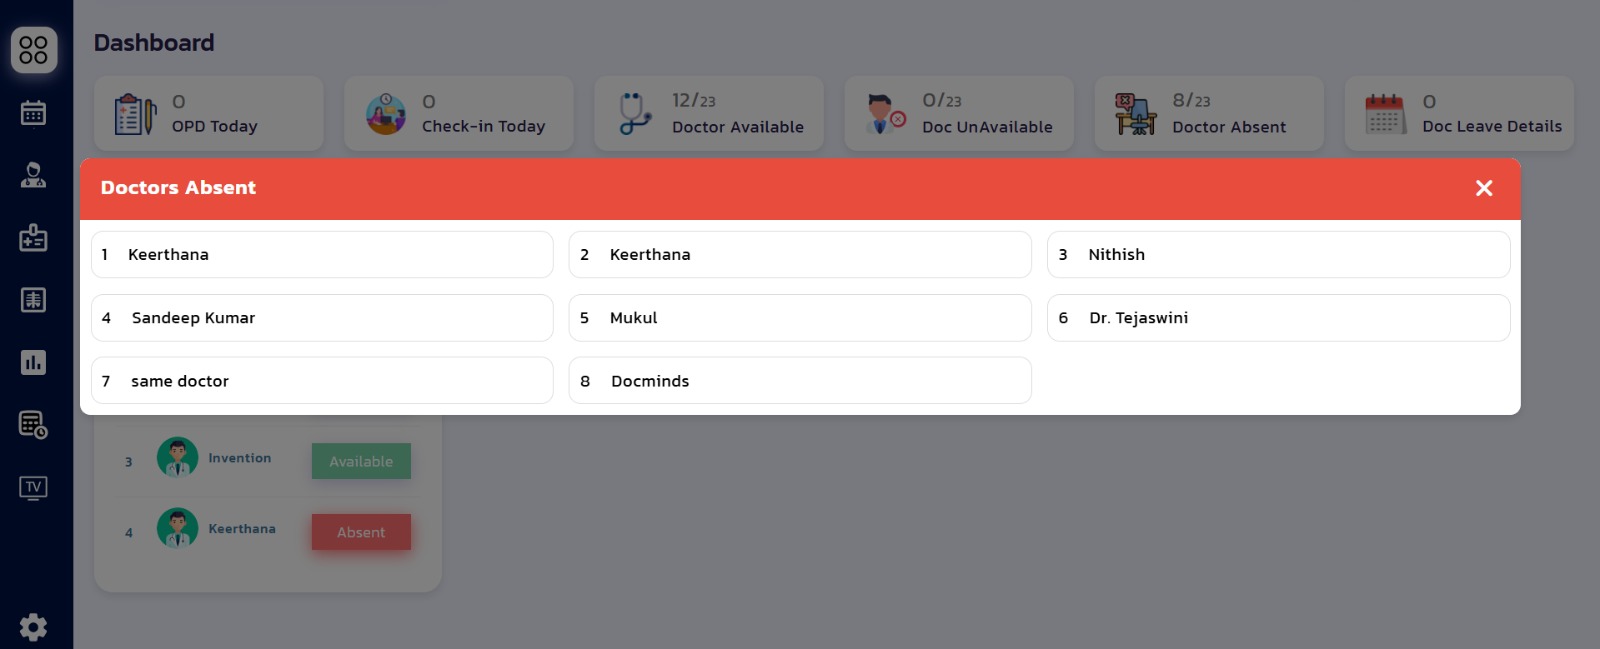 Dashboard
0
OPD Today
0
Check-in Today
12/23
Doctor Available
0/23
Doc UnAvailable
8/23
Doctor Absent
0
Doc Leave Details
Doctors Absent
1 Keerthana
2 Keerthana
3 Nithish
4 Sandeep Kumar
5 Mukul
6 Dr. Tejaswini
7 same doctor
8 Docminds
3 Invention Available
4 Keerthana Absent
TV